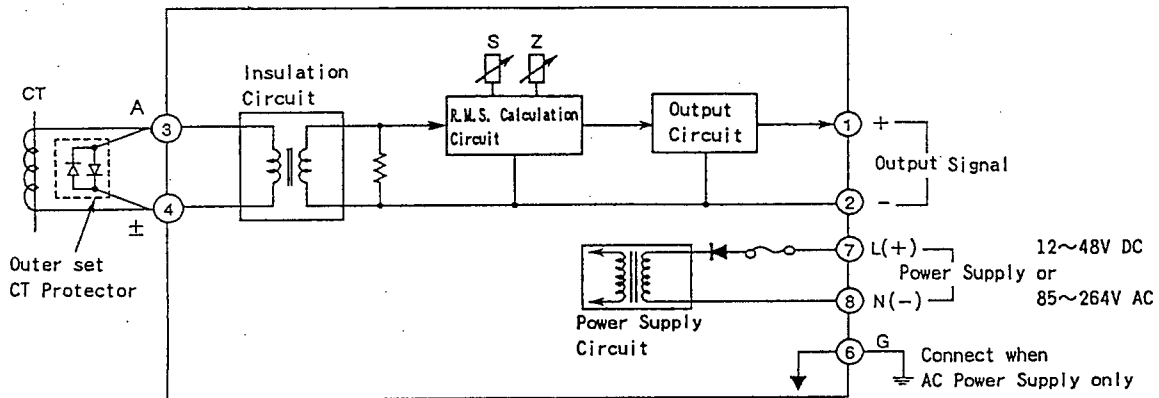 S Z
Insulation
Circuit
CT
A
3
R.M.S. Calculation
Circuit
Output
Circuit
1 +
Output Signal
2 -
4
±
Outer set
CT Protector
7 L(+) 12~48V DC
Power Supply or
8 N(-) 85~264V AC
Power Supply
Circuit
6 G
Connect when
AC Power Supply only